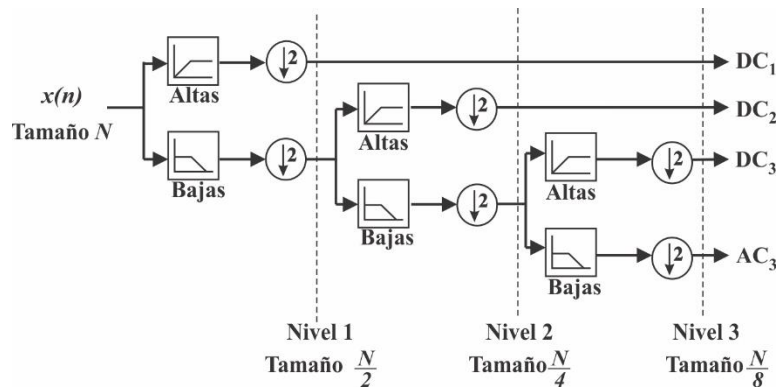 x(n)
Tamaño N
Altas
↓2
DC₁
Bajas
↓2
Altas
↓2
DC₂
Bajas
↓2
Altas
↓2
DC₃
Bajas
↓2
AC₃
Nivel 1
Tamaño N/2
Nivel 2
Tamaño N/4
Nivel 3
Tamaño N/8